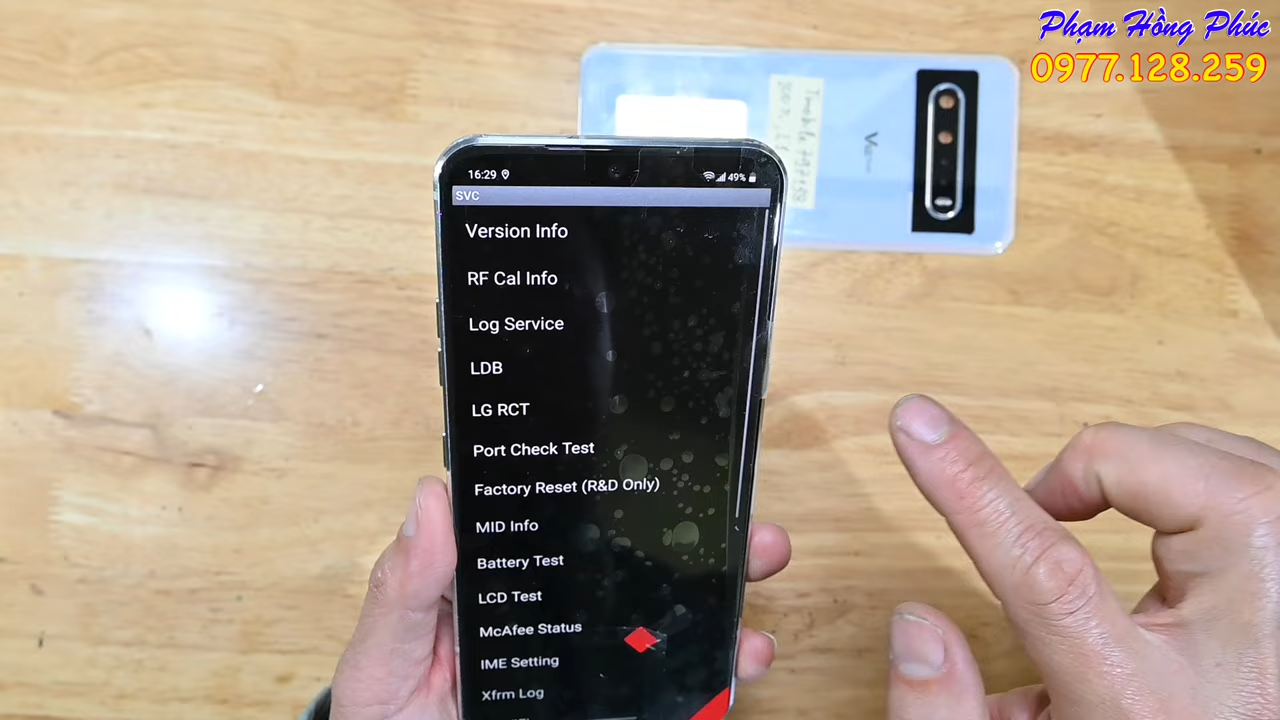 Phạm Hồng Phúc
0977.128.259
16:29
49%
SVC
Version Info
RF Cal Info
Log Service
LDB
LG RCT
Port Check Test
Factory Reset (R&D Only)
MID Info
Battery Test
LCD Test
McAfee Status
IME Setting
Xfrm Log